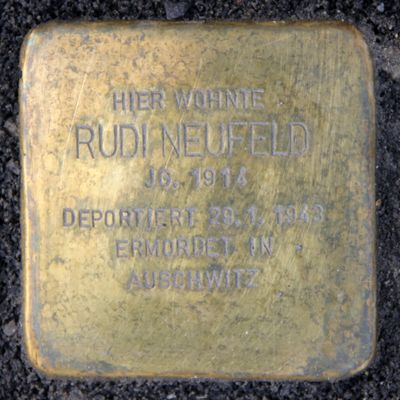 HIER WOHNTE
RUDI NEUFELD
JG. 1914
DEPORTIERT 29.1.1943
ERMORDET IN
AUSCHWITZ